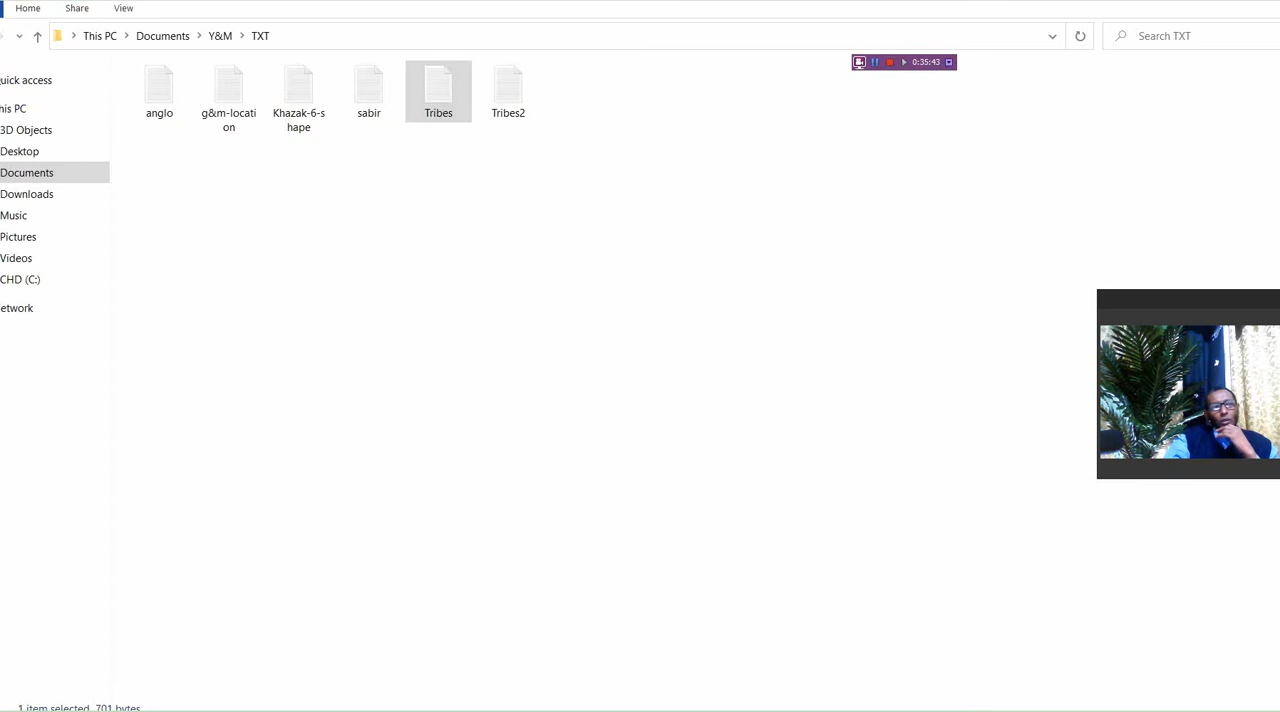 Home Share View
This PC > Documents > Y&M > TXT
Search TXT
0:35:43
uick access
his PC
3D Objects
Desktop
Documents
Downloads
Music
Pictures
Videos
CHD (C:)
etwork
anglo
g&m-locati
on
Khazak-6-s
hape
sabir
Tribes
Tribes2
1 item selected 701 bytes